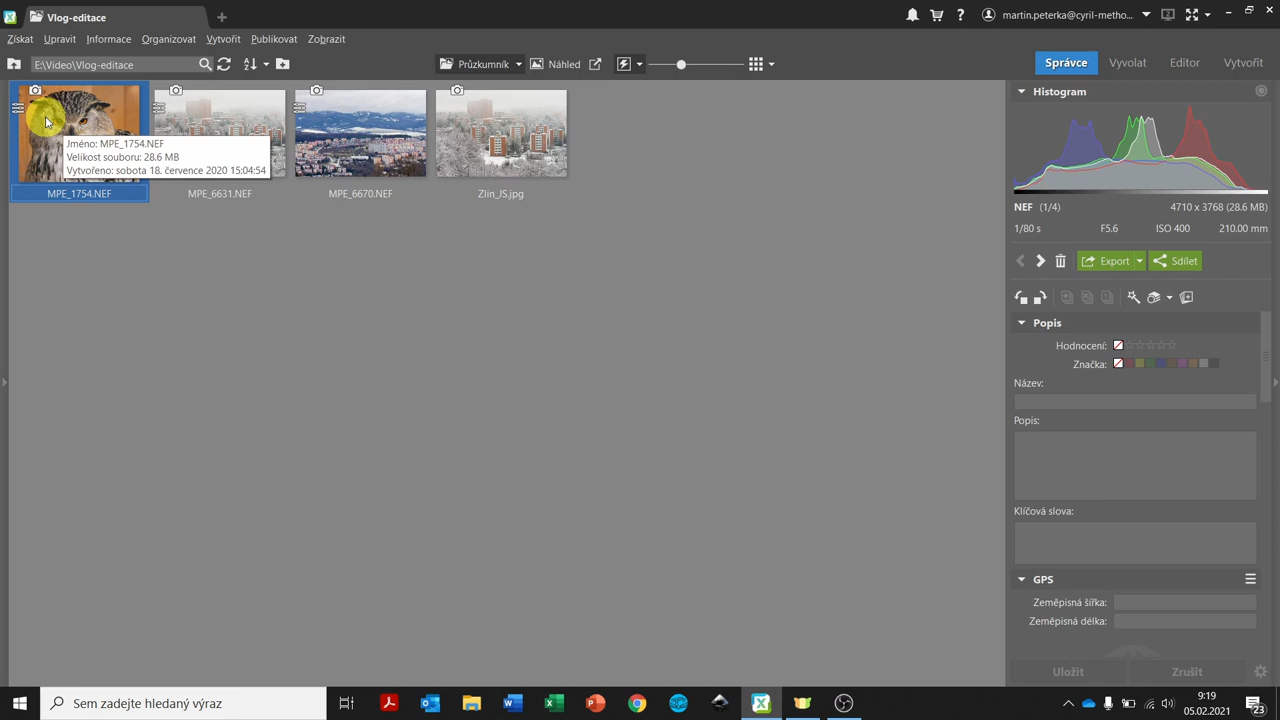 Vlog-editace
martin.peterka@cyril-metho...
Získat Upravit Informace Organizovat Vytvořit Publikovat Zobrazit
E:\Video\Vlog-editace
Průzkumník
Náhled
Správce Vyvolat Editor Vytvořit
Histogram
Jméno: MPE_1754.NEF
Velikost souboru: 28.6 MB
Vytvořeno: sobota 18. července 2020 15:04:54
MPE_1754.NEF MPE_6631.NEF MPE_6670.NEF Zlin_JS.jpg
NEF (1/4) 4710 x 3768 (28.6 MB)
1/80 s F5.6 ISO 400 210.00 mm
Export Sdílet
Popis
Hodnocení:
Značka:
Název:
Popis:
Klíčová slova:
GPS
Zeměpisná šířka:
Zeměpisná délka:
Uložit Zrušit
Sem zadejte hledaný výraz
9:19
05.02.2021
23